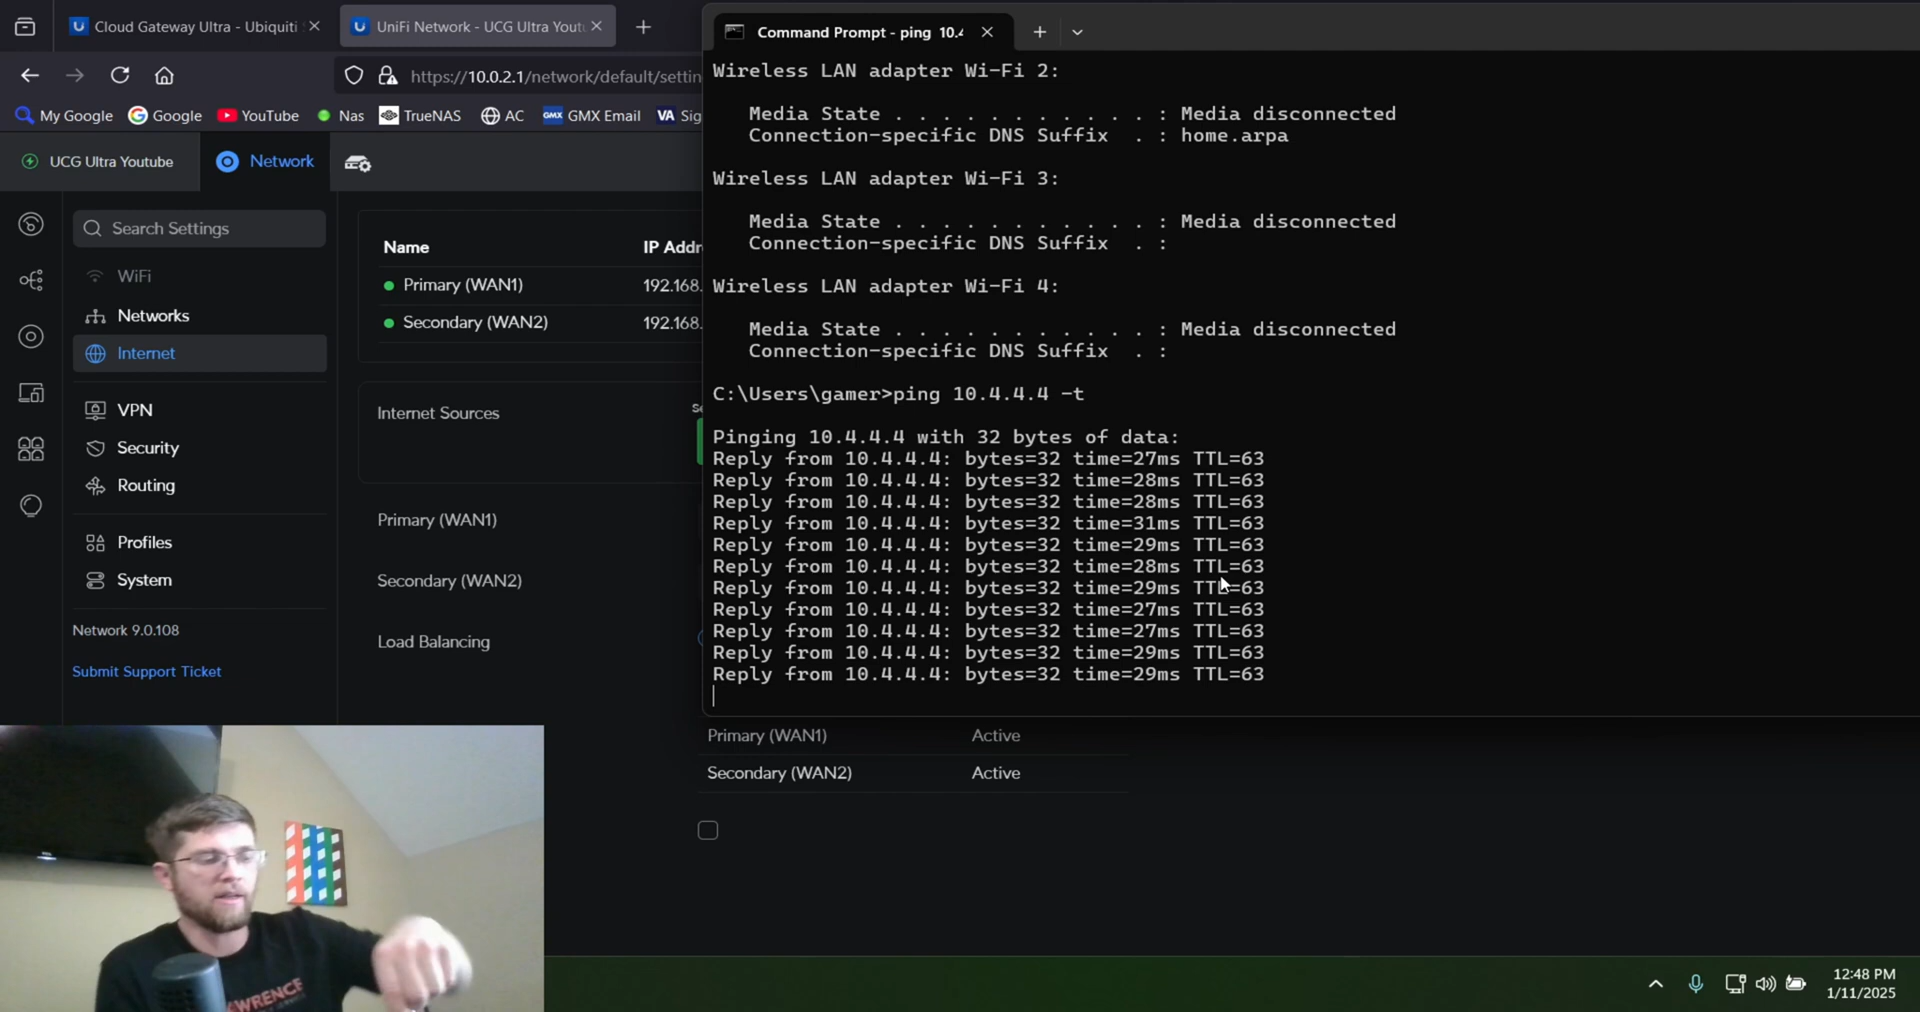 Cloud Gateway Ultra - Ubiquiti
UniFi Network - UCG Ultra Yout
https://10.0.2.1/network/default/settin
My Google
Google
YouTube
Nas
TrueNAS
AC
GMX
GMX Email
VA
Sig
UCG Ultra Youtube
Network
Search Settings
WiFi
Networks
Internet
VPN
Security
Routing
Profiles
System
Network 9.0.108
Submit Support Ticket
Name
IP Addr
Primary (WAN1)
192.168.
Secondary (WAN2)
192.168.
Internet Sources
Primary (WAN1)
Secondary (WAN2)
Load Balancing
Primary (WAN1) Active
Secondary (WAN2) Active
Command Prompt - ping 10.4
Wireless LAN adapter Wi-Fi 2:
Media State . . . . . . . . . . . : Media disconnected
Connection-specific DNS Suffix . : home.arpa
Wireless LAN adapter Wi-Fi 3:
Media State . . . . . . . . . . . : Media disconnected
Connection-specific DNS Suffix . :
Wireless LAN adapter Wi-Fi 4:
Media State . . . . . . . . . . . : Media disconnected
Connection-specific DNS Suffix . :
C:\Users\gamer>ping 10.4.4.4 -t
Pinging 10.4.4.4 with 32 bytes of data:
Reply from 10.4.4.4: bytes=32 time=27ms TTL=63
Reply from 10.4.4.4: bytes=32 time=28ms TTL=63
Reply from 10.4.4.4: bytes=32 time=28ms TTL=63
Reply from 10.4.4.4: bytes=32 time=31ms TTL=63
Reply from 10.4.4.4: bytes=32 time=29ms TTL=63
Reply from 10.4.4.4: bytes=32 time=28ms TTL=63
Reply from 10.4.4.4: bytes=32 time=29ms TTL=63
Reply from 10.4.4.4: bytes=32 time=27ms TTL=63
Reply from 10.4.4.4: bytes=32 time=27ms TTL=63
Reply from 10.4.4.4: bytes=32 time=29ms TTL=63
Reply from 10.4.4.4: bytes=32 time=29ms TTL=63
WRENCE
12:48 PM
1/11/2025